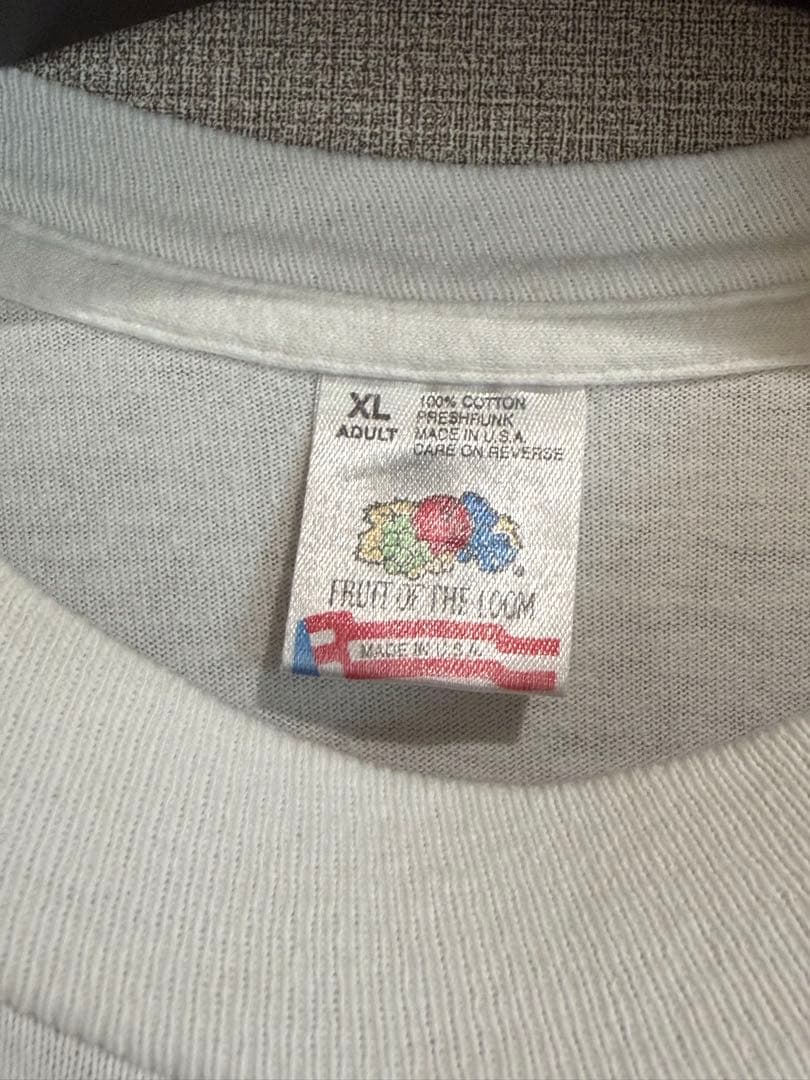 XL
ADULT
100% COTTON
PRESHRUNK
MADE IN U.S.A.
CARE ON REVERSE
FRUIT OF THE LOOM
MADE IN U.S.A.